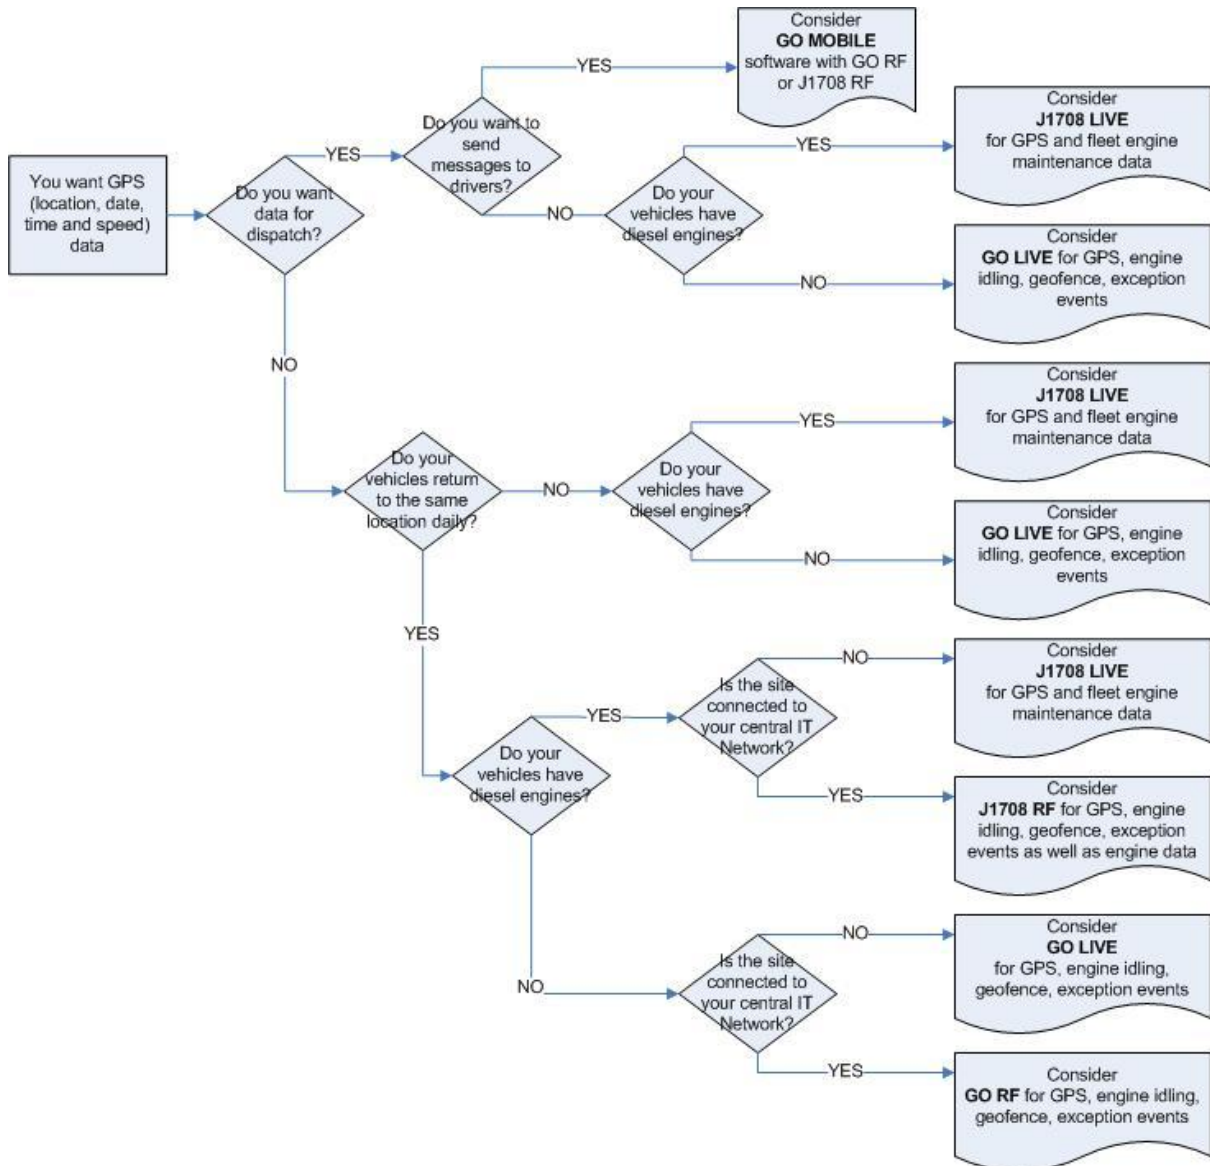 You want GPS
(location, date,
time and speed)
data
Do you want
data for
dispatch?
YES
NO
Do you want to
send
messages to
drivers?
YES
NO
Consider
GO MOBILE
software with GO RF
or J1708 RF
Do your
vehicles have
diesel engines?
YES
NO
Consider
J1708 LIVE
for GPS and fleet engine
maintenance data
Consider
GO LIVE for GPS, engine
idling, geofence, exception
events
Do your
vehicles return
to the same
location daily?
NO
YES
Do your
vehicles have
diesel engines?
YES
NO
Consider
J1708 LIVE
for GPS and fleet engine
maintenance data
Consider
GO LIVE for GPS, engine
idling, geofence, exception
events
Do your
vehicles have
diesel engines?
YES
NO
Is the site
connected to
your central IT
Network?
NO
YES
Consider
J1708 LIVE
for GPS and fleet engine
maintenance data
Consider
J1708 RF for GPS, engine
idling, geofence, exception
events as well as engine data
Is the site
connected to
your central IT
Network?
NO
YES
Consider
GO LIVE
for GPS, engine idling,
geofence, exception events
Consider
GO RF for GPS, engine idling,
geofence, exception events